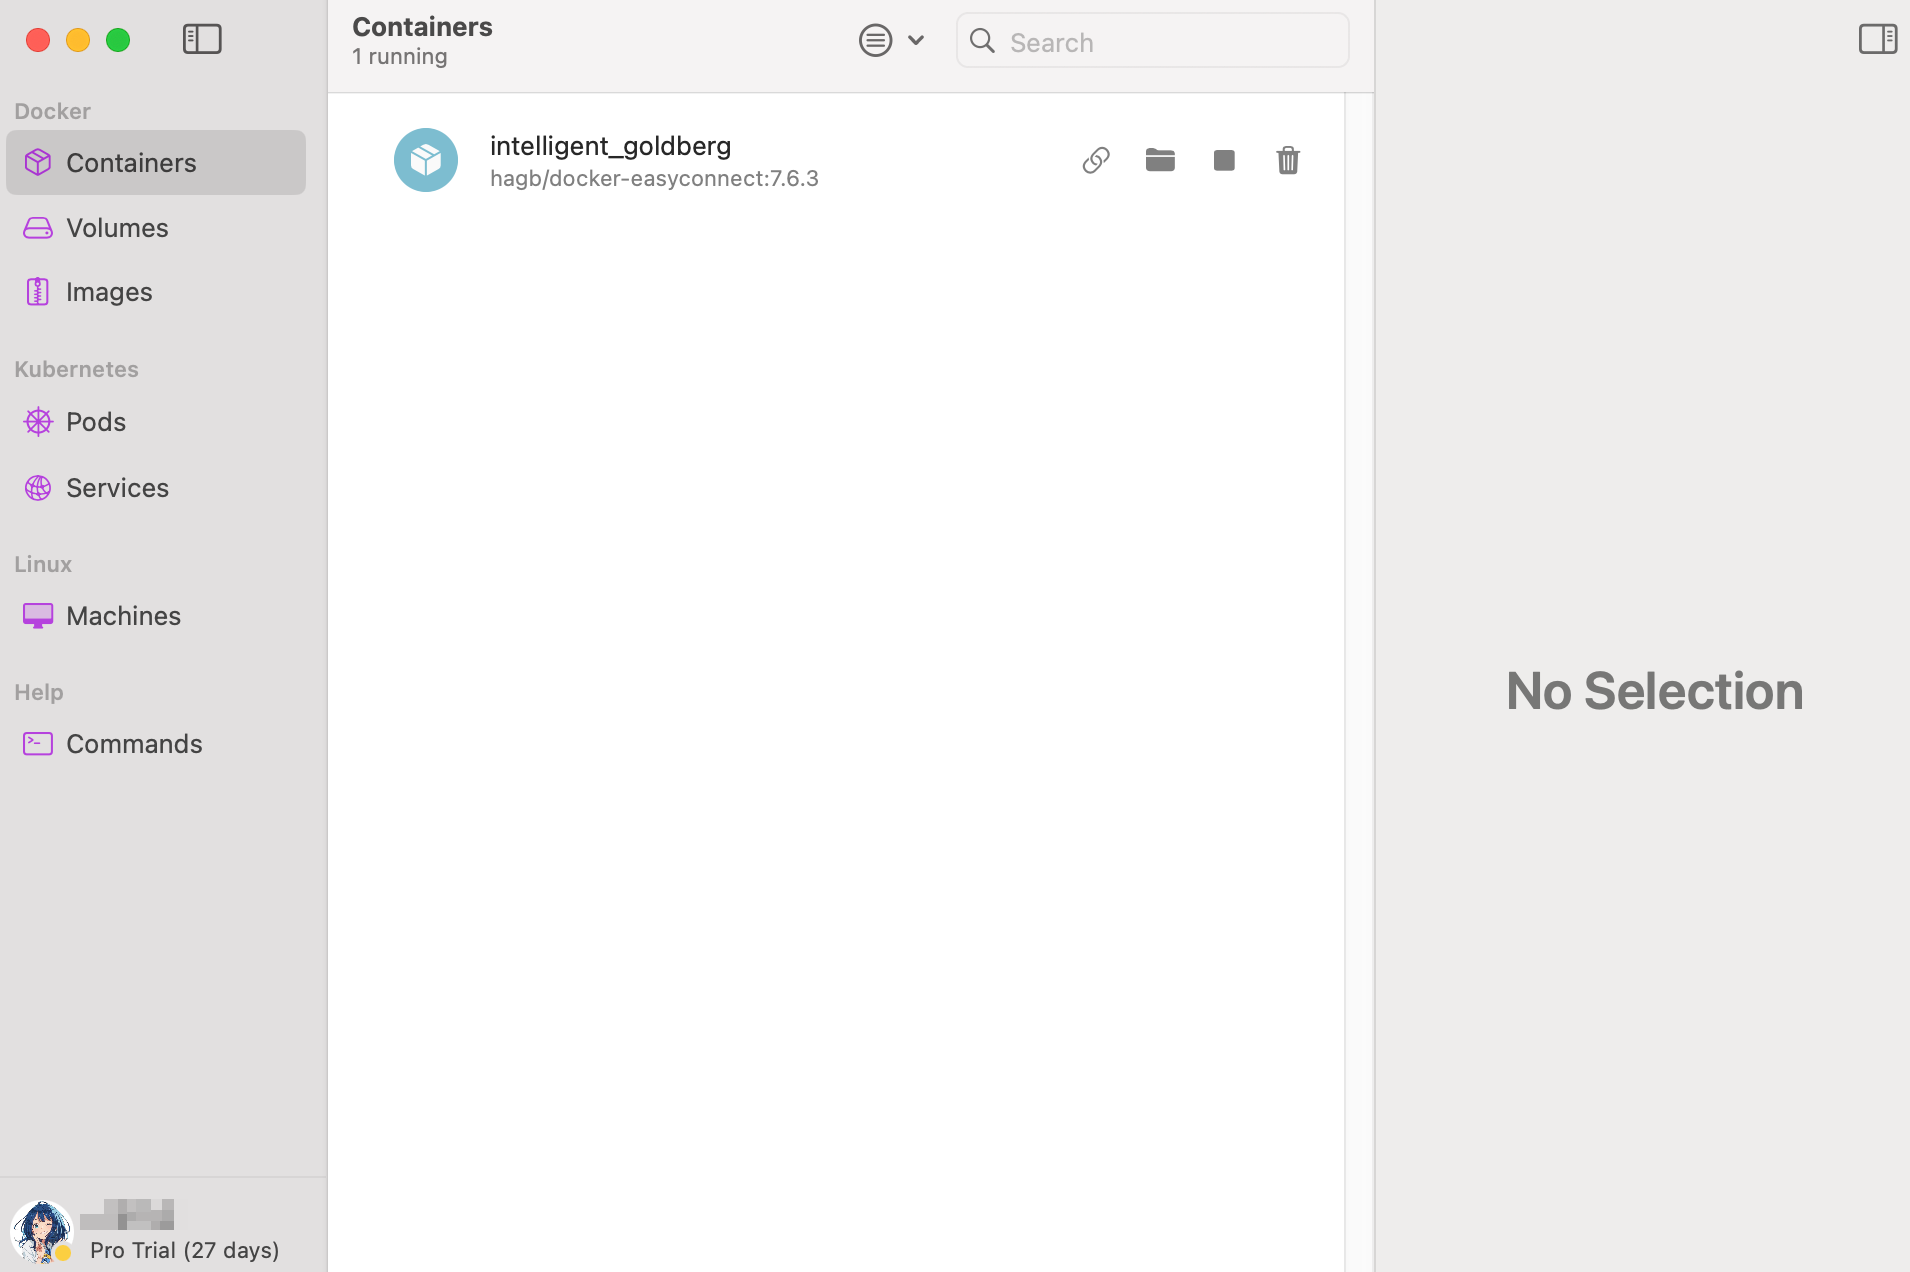 Containers
1 running
Search
Docker
Containers
Volumes
Images
Kubernetes
Pods
Services
Linux
Machines
Help
Commands
Pro Trial (27 days)
intelligent_goldberg
hagb/docker-easyconnect:7.6.3
No Selection